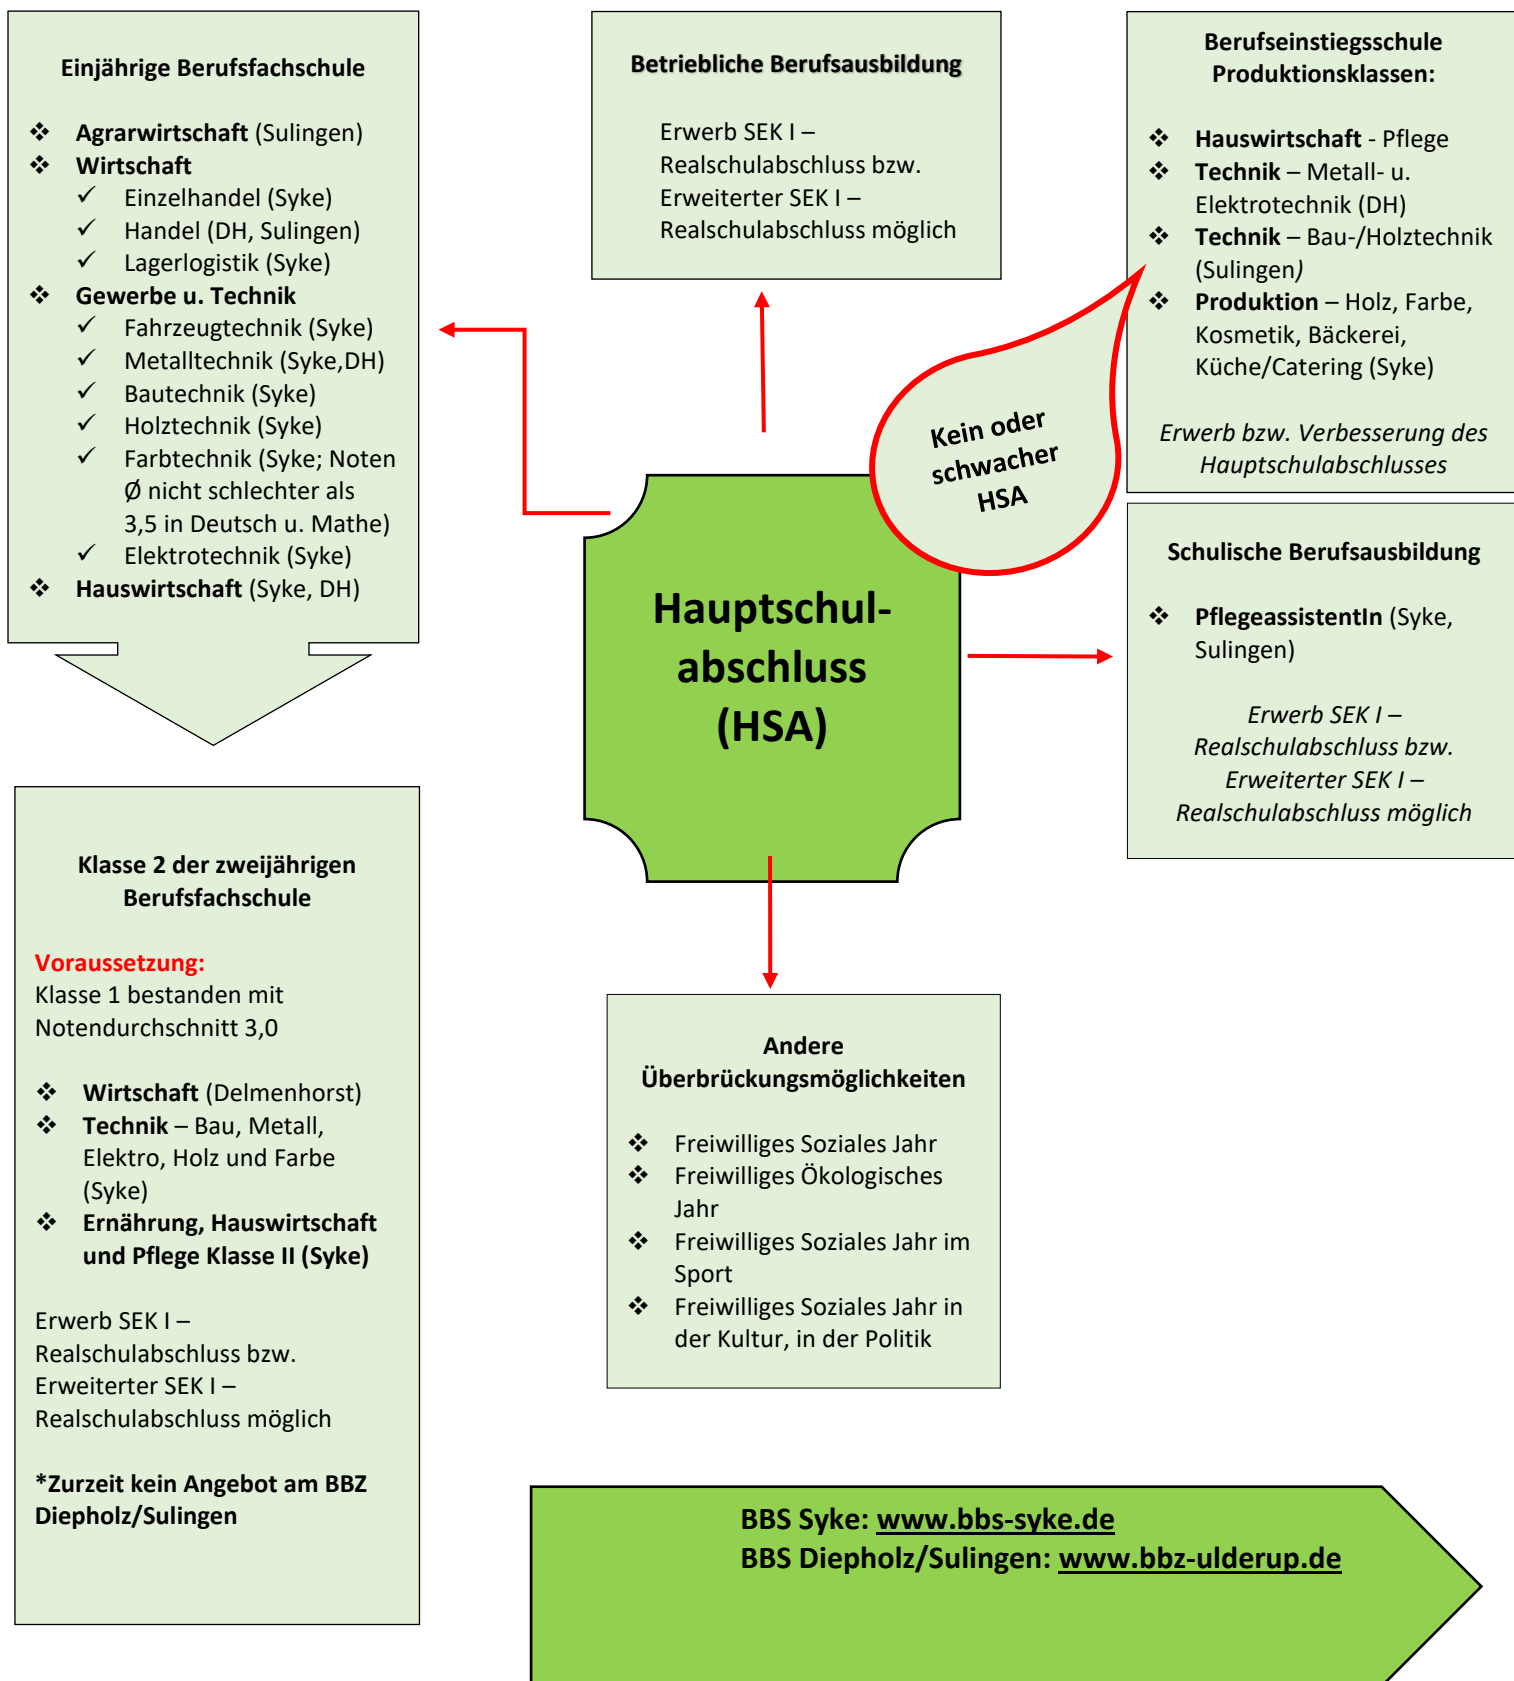 Einjährige Berufsfachschule
❖ Agrarwirtschaft (Sulingen)
❖ Wirtschaft
✓ Einzelhandel (Syke)
✓ Handel (DH, Sulingen)
✓ Lagerlogistik (Syke)
❖ Gewerbe u. Technik
✓ Fahrzeugtechnik (Syke)
✓ Metalltechnik (Syke,DH)
✓ Bautechnik (Syke)
✓ Holztechnik (Syke)
✓ Farbtechnik (Syke; Noten
Ø nicht schlechter als
3,5 in Deutsch u. Mathe)
✓ Elektrotechnik (Syke)
❖ Hauswirtschaft (Syke, DH)
Betriebliche Berufsausbildung
Erwerb SEK I –
Realschulabschluss bzw.
Erweiterter SEK I –
Realschulabschluss möglich
Berufseinstiegsschule
Produktionsklassen:
❖ Hauswirtschaft - Pflege
❖ Technik – Metall- u.
Elektrotechnik (DH)
❖ Technik – Bau-/Holztechnik
(Sulingen)
❖ Produktion – Holz, Farbe,
Kosmetik, Bäckerei,
Küche/Catering (Syke)
Erwerb bzw. Verbesserung des
Hauptschulabschlusses
Kein oder
schwacher
HSA
Hauptschul-
abschluss
(HSA)
Schulische Berufsausbildung
❖ PflegeassistentIn (Syke,
Sulingen)
Erwerb SEK I –
Realschulabschluss bzw.
Erweiterter SEK I –
Realschulabschluss möglich
Klasse 2 der zweijährigen
Berufsfachschule
Voraussetzung:
Klasse 1 bestanden mit
Notendurchschnitt 3,0
❖ Wirtschaft (Delmenhorst)
❖ Technik – Bau, Metall,
Elektro, Holz und Farbe
(Syke)
❖ Ernährung, Hauswirtschaft
und Pflege Klasse II (Syke)
Erwerb SEK I –
Realschulabschluss bzw.
Erweiterter SEK I –
Realschulabschluss möglich
*Zurzeit kein Angebot am BBZ
Diepholz/Sulingen
Andere
Überbrückungsmöglichkeiten
❖ Freiwilliges Soziales Jahr
❖ Freiwilliges Ökologisches
Jahr
❖ Freiwilliges Soziales Jahr im
Sport
❖ Freiwilliges Soziales Jahr in
der Kultur, in der Politik
BBS Syke: www.bbs-syke.de
BBS Diepholz/Sulingen: www.bbz-ulderup.de